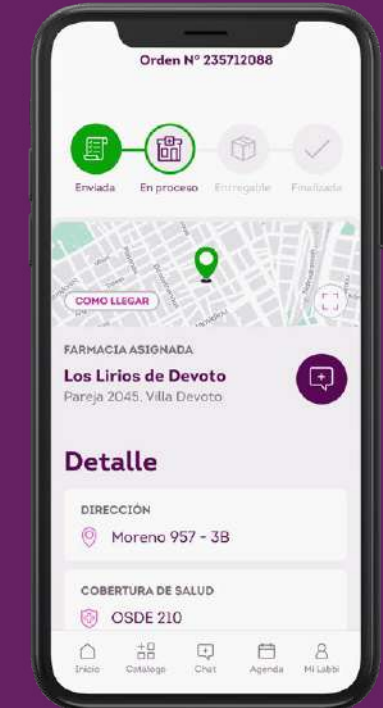 Orden N° 235712088
Enviada
En proceso
Entregable
Finalizada
COMO LLEGAR
FARMACIA ASIGNADA
Los Lirios de Devoto
Pareja 2045, Villa Devoto
Detalle
DIRECCIÓN
Moreno 957 - 3B
COBERTURA DE SALUD
OSDE 210
Inicio
Catálogo
Chat
Agenda
Mi Labbi